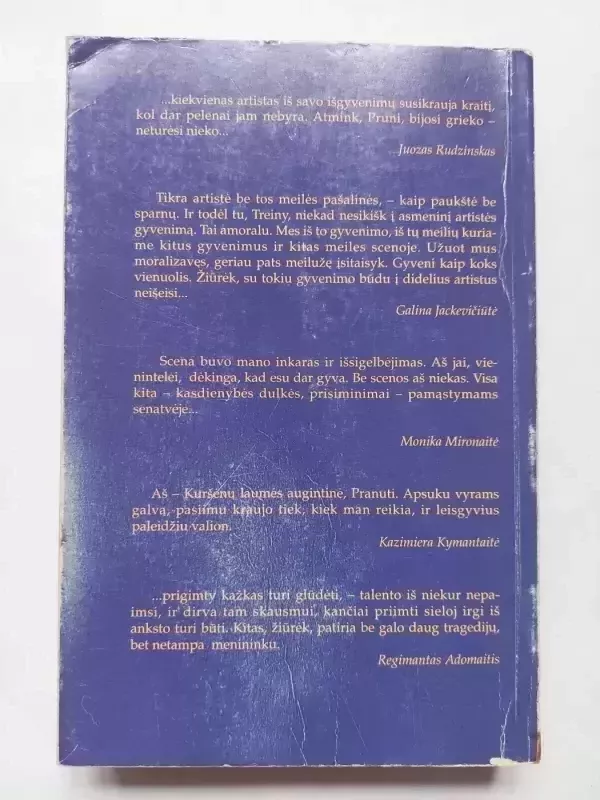 ...kiekvienas artistas iš savo išgyvenimų susikrauja kraitį,
kol dar pelenai jam nebyra. Atmink, Pruni, bijosi grieko –
neturėsi nieko...
Juozas Rudzinskas
Tikra artistė be tos meilės pašalinės, – kaip paukštė be
sparnų. Ir todėl tu, Treiny, niekad nesikišk į asmeninį artistės
gyvenimą. Tai amoralu. Mes iš to gyvenimo, iš tų meilių kuria-
me kitus gyvenimus ir kitas meiles scenoje. Užuot mus
moralizavęs, geriau pats meilužę įsitaisyk. Gyveni kaip koks
vienuolis. Žiūrėk, su tokiu gyvenimo būdu į didelius artistus
neišeisi...
Galina Jackevičiūtė
Scena buvo mano inkaras ir išsigelbėjimas. Aš jai, vie-
nintelei, dėkinga, kad esu dar gyva. Be scenos aš niekas. Visa
kita – kasdienybės dulkės, prisiminimai – pamąstymams
senatvėje...
Monika Mironaitė
Aš – Kuršėnų laumės augintinė, Pranuti. Apsuku vyrams
galvą, pasiimu kraujo tiek, kiek man reikia, ir leisgyvius
paleidžiu valion.
Kazimiera Kymantaitė
...prigimty kažkas turi glūdėti, – talento iš niekur nepa-
imsi, ir dirva tam skausmui, kančiai priimti sieloj irgi iš
anksto turi būti. Kitas, žiūrėk, patiria be galo daug tragedijų,
bet netampa menininku.
Regimantas Adomaitis